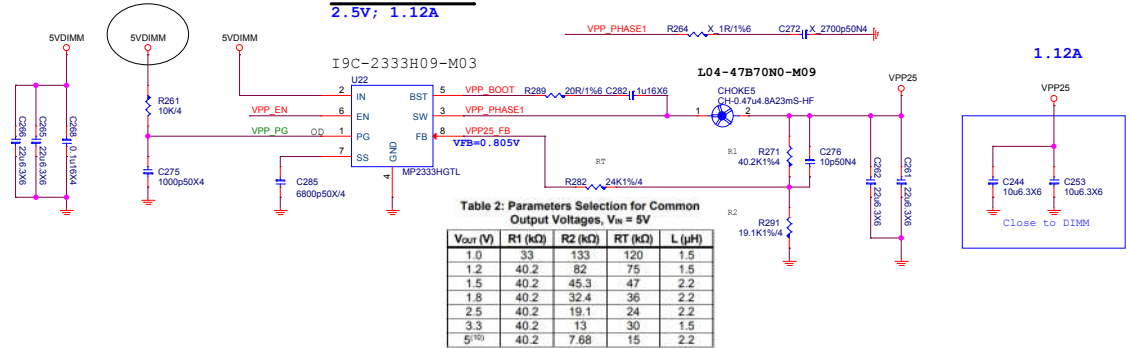 2.5V; 1.12A
5VDIMM
5VDIMM
5VDIMM
C266
22u6.3X6
C265
22u6.3X6
C268
0.1u16X4
R261
10K/4
VPP_EN
VPP_PG
OD
C275
1000p50X4
C285
6800p50X/4
I9C-2333H09-M03
U22
2
IN
6
EN
1
PG
7
SS
GND
4
BST
5
SW
3
FB
8
MP2333HGTL
VPP_BOOT
VPP_PHASE1
VPP25_FB
VFB=0.805V
R289
20R/1%6
C282
1u16X6
VPP_PHASE1
R264
X_1R/1%6
C272
X_2700p50N4
L04-47B70N0-M09
CHOKE5
CH-0.47u4.8A23mS-HF
1
2
VPP25
RT
R282
24K1%/4
R1
R271
40.2K1%/4
C276
10p50N4
R2
R291
19.1K1%/4
C262
22u6.3X6
C261
22u6.3X6
1.12A
VPP25
C244
10u6.3X6
C253
10u6.3X6
Close to DIMM
Table 2: Parameters Selection for Common
Output Voltages, VIN = 5V
VOUT (V) R1 (kΩ) R2 (kΩ) RT (kΩ) L (μH)
1.0 33 133 120 1.5
1.2 40.2 82 75 1.5
1.5 40.2 45.3 47 2.2
1.8 40.2 32.4 36 2.2
2.5 40.2 19.1 24 2.2
3.3 40.2 13 30 1.5
5(10) 40.2 7.68 15 2.2